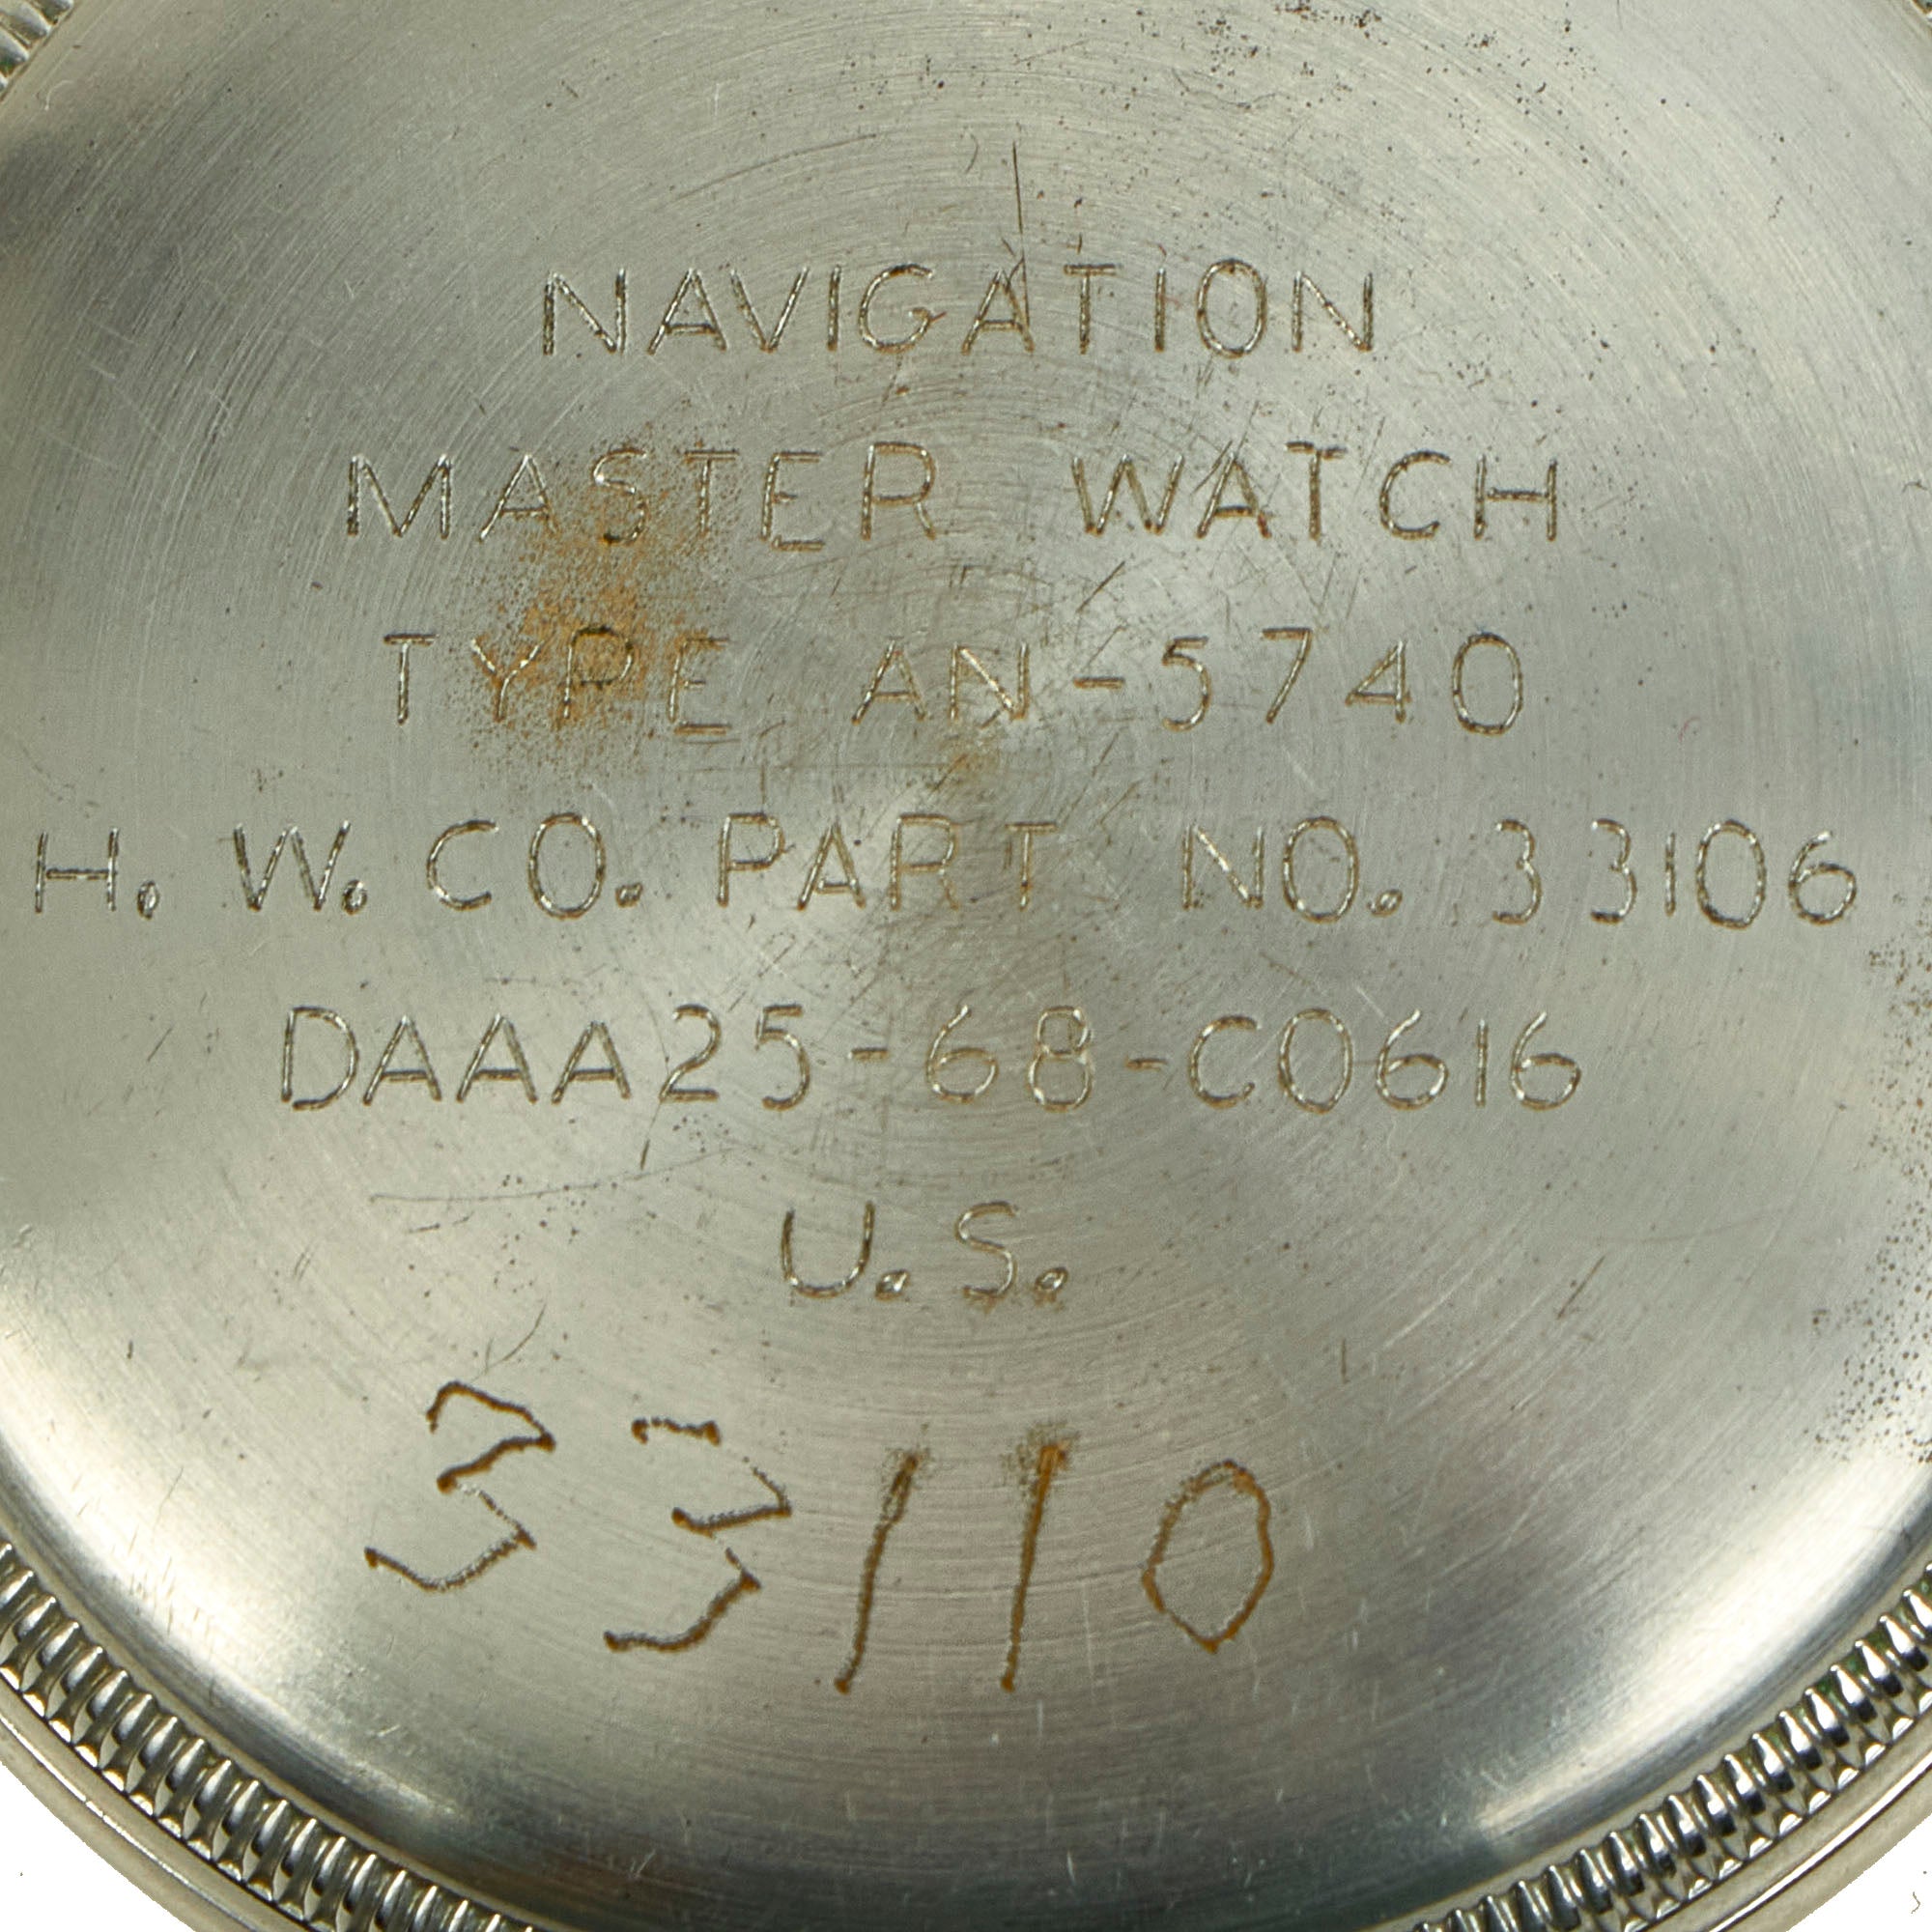 NAVIGATION
MASTER WATCH
TYPE AN-5740
H. W. CO. PART NO. 33106
DAAA25-68-C0616
U. S.
33110